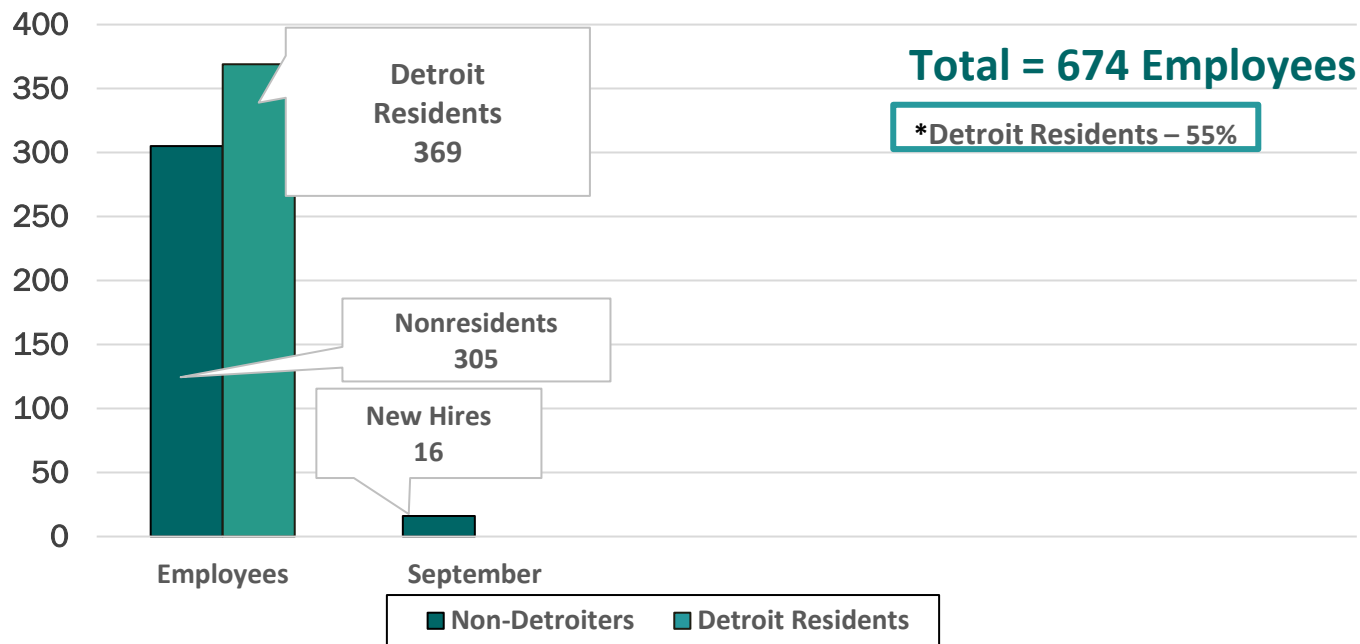 Total = 674 Employees
*Detroit Residents – 55%
400
350
300
250
200
150
100
50
0
Detroit
Residents
369
Nonresidents
305
New Hires
16
Employees
September
Non-Detroiters
Detroit Residents